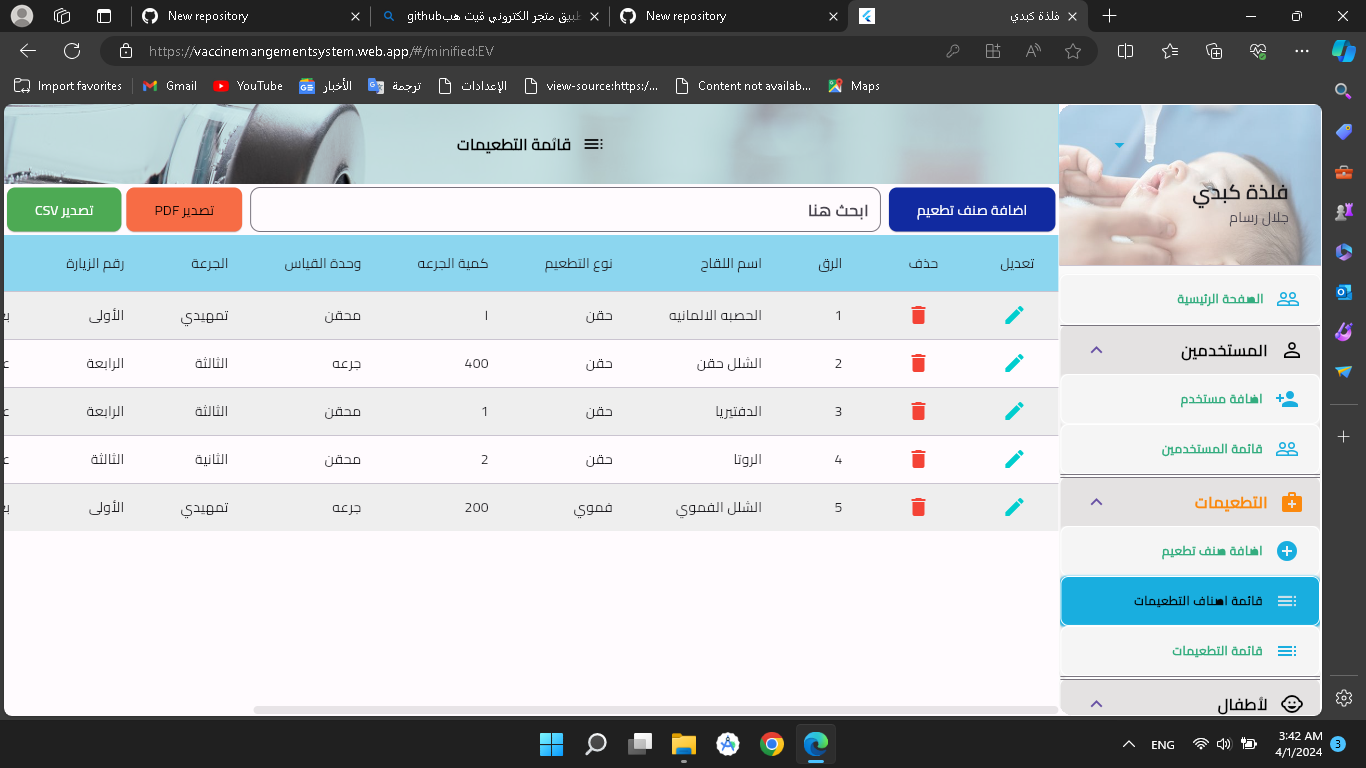 New repository
طبيق متجر الكتروني قيت هبgithub
New repository
فلذة كبدي
https://vaccinemangementsystem.web.app/#/minified:EV
Import favorites
Gmail
YouTube
الأخبار
ترجمة
الإعدادات
view-source:https:/...
Content not availab...
Maps
قائمة التطعيمات
فلذة كبدي
جلال رسام
اضافة صنف تطعيم
ابحث هنا
تصدير PDF
تصدير CSV
تعديل حذف الرق اسم اللقاح نوع التطعيم كمية الجرعه وحدة القياس الجرعة رقم الزيارة
1 الحصبه الالمانيه حقن ا محقن تمهيدي الأولى
2 الشلل حقن حقن 400 جرعه الثالثة الرابعة
3 الدفتيريا حقن 1 محقن الثالثة الرابعة
4 الروتا حقن 2 محقن الثانية الثالثة
5 الشلل الفموي فموي 200 جرعه تمهيدي الأولى
الصفحة الرئيسية
المستخدمين
اضافة مستخدم
قائمة المستخدمين
التطعيمات
اضافة صنف تطعيم
قائمة اصناف التطعيمات
قائمة التطعيمات
لأطفال
ENG
3:42 AM
4/1/2024
3